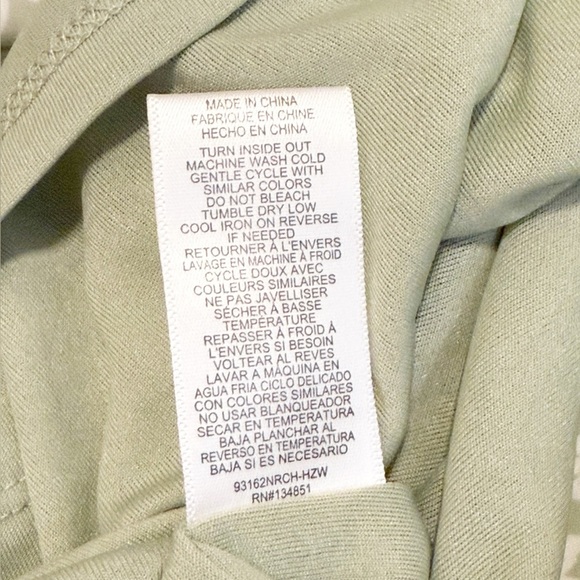 MADE IN CHINA
FABRIQUE EN CHINE
HECHO EN CHINA
TURN INSIDE OUT
MACHINE WASH COLD
GENTLE CYCLE WITH
SIMILAR COLORS
DO NOT BLEACH
TUMBLE DRY LOW
COOL IRON ON REVERSE
IF NEEDED
RETOURNER À L'ENVERS
LAVAGE EN MACHINE À FROID
CYCLE DOUX AVEC
COULEURS SIMILAIRES
NE PAS JAVELLISER
SÉCHER À BASSE
TEMPÉRATURE
REPASSER À FROID À
L'ENVERS SI BESOIN
VOLTEAR AL REVES
LAVAR A MÁQUINA EN
AGUA FRIA CICLO DELICADO
CON COLORES SIMILARES
NO USAR BLANQUEADOR
SECAR EN TEMPERATURA
BAJA PLANCHAR AL
REVERSO EN TEMPERATURA
BAJA SI ES NECESARIO
93162NRCH-HZW
RN#134851